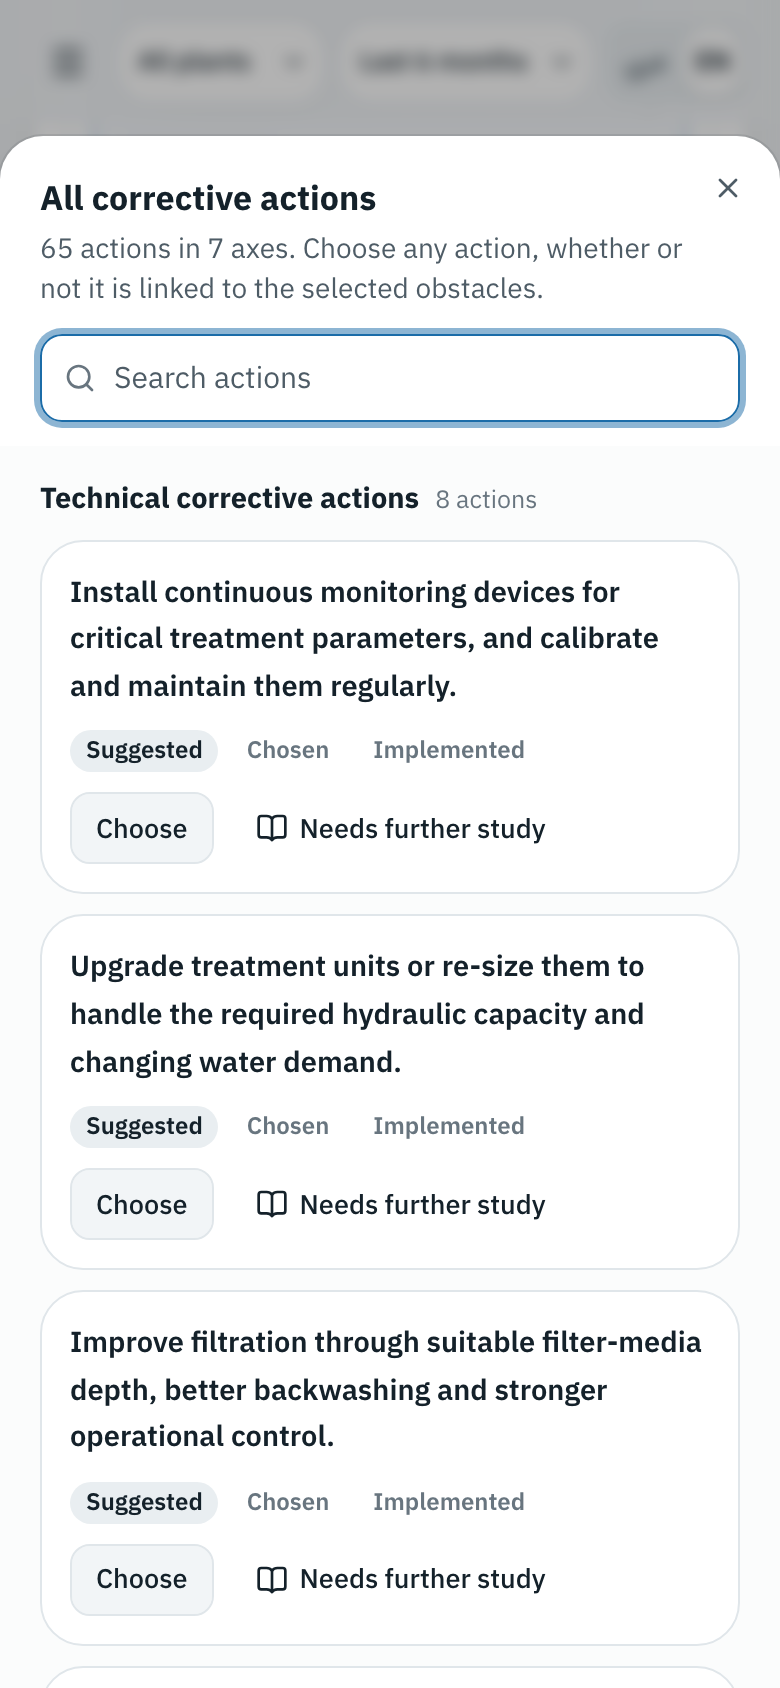 All corrective actions
65 actions in 7 axes. Choose any action, whether or
not it is linked to the selected obstacles.
Search actions
Technical corrective actions 8 actions
Install continuous monitoring devices for
critical treatment parameters, and calibrate
and maintain them regularly.
Suggested Chosen Implemented
Choose Needs further study
Upgrade treatment units or re-size them to
handle the required hydraulic capacity and
changing water demand.
Suggested Chosen Implemented
Choose Needs further study
Improve filtration through suitable filter-media
depth, better backwashing and stronger
operational control.
Suggested Chosen Implemented
Choose Needs further study